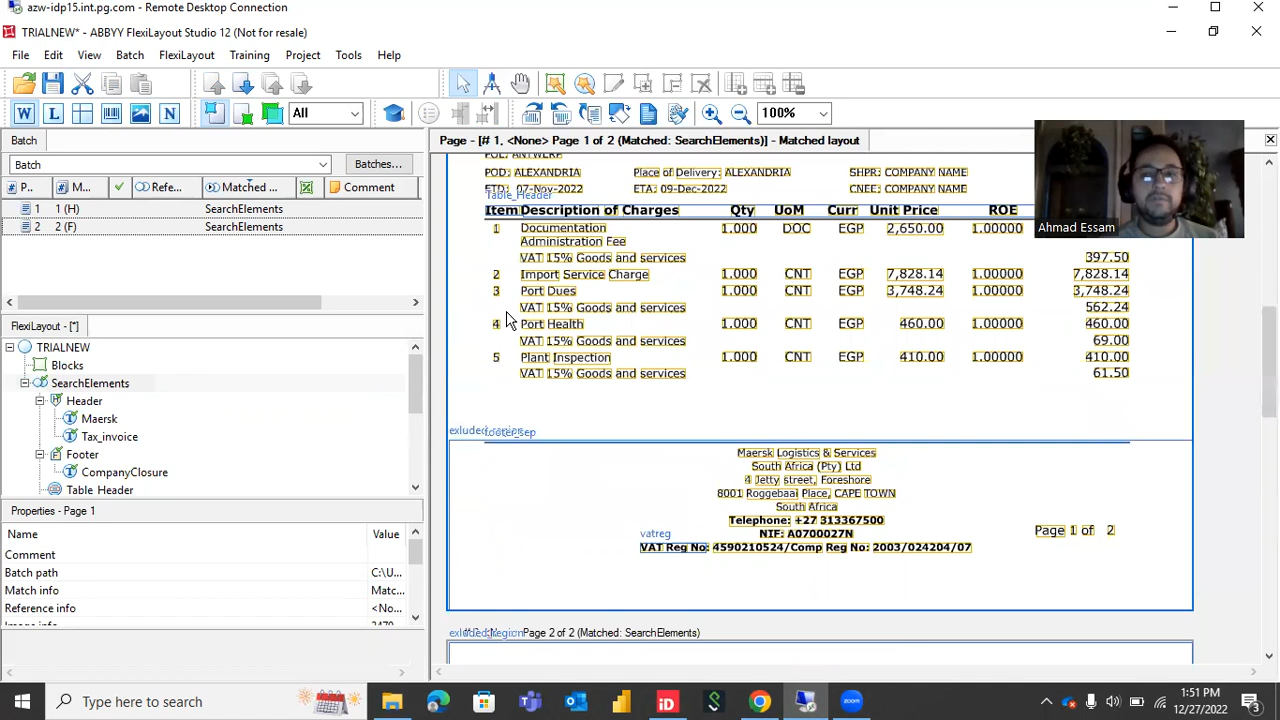 azw-idp15.int.pg.com - Remote Desktop Connection
TRIALNEW* - ABBYY FlexiLayout Studio 12 (Not for resale)
File Edit View Batch FlexiLayout Training Project Tools Help
W L N All 100%
Batch
Page - [# 1, <None> Page 1 of 2 (Matched: SearchElements)] - Matched layout
Batch Batches...
# P.. M... Refe... Matched ... Comment
1 1 (H) SearchElements
2 2 (F) SearchElements
FlexiLayout - [*]
TRIALNEW
Blocks
SearchElements
Header
Maersk
Tax_invoice
Footer
CompanyClosure
Table_Header
Properties - Page 1
Name Value
Comment
Batch path C:\U...
Match info Matc...
Reference info <No...
POL: ANTWERP
POD: ALEXANDRIA Place of Delivery: ALEXANDRIA SHPR: COMPANY NAME
ETD: 07-Nov-2022 ETA: 09-Dec-2022 CNEE: COMPANY NAME
Table_Header
Item Description of Charges Qty UoM Curr Unit Price ROE
1 Documentation 1.000 DOC EGP 2,650.00 1.00000
Administration Fee
VAT 15% Goods and services 397.50
2 Import Service Charge 1.000 CNT EGP 7,828.14 1.00000 7,828.14
3 Port Dues 1.000 CNT EGP 3,748.24 1.00000 3,748.24
VAT 15% Goods and services 562.24
4 Port Health 1.000 CNT EGP 460.00 1.00000 460.00
VAT 15% Goods and services 69.00
5 Plant Inspection 1.000 CNT EGP 410.00 1.00000 410.00
VAT 15% Goods and services 61.50
footer_sep
Maersk Logistics & Services
South Africa (Pty) Ltd
4 Jetty street, Foreshore
8001 Roggebaai Place, CAPE TOWN
South Africa
Telephone: +27 313367500
vatreg NIF: A0700027N Page 1 of 2
VAT Reg No: 4590210524/Comp Reg No: 2003/024204/07
Page 2 of 2 (Matched: SearchElements)
Ahmad Essam
Type here to search
1:51 PM
12/27/2022
3